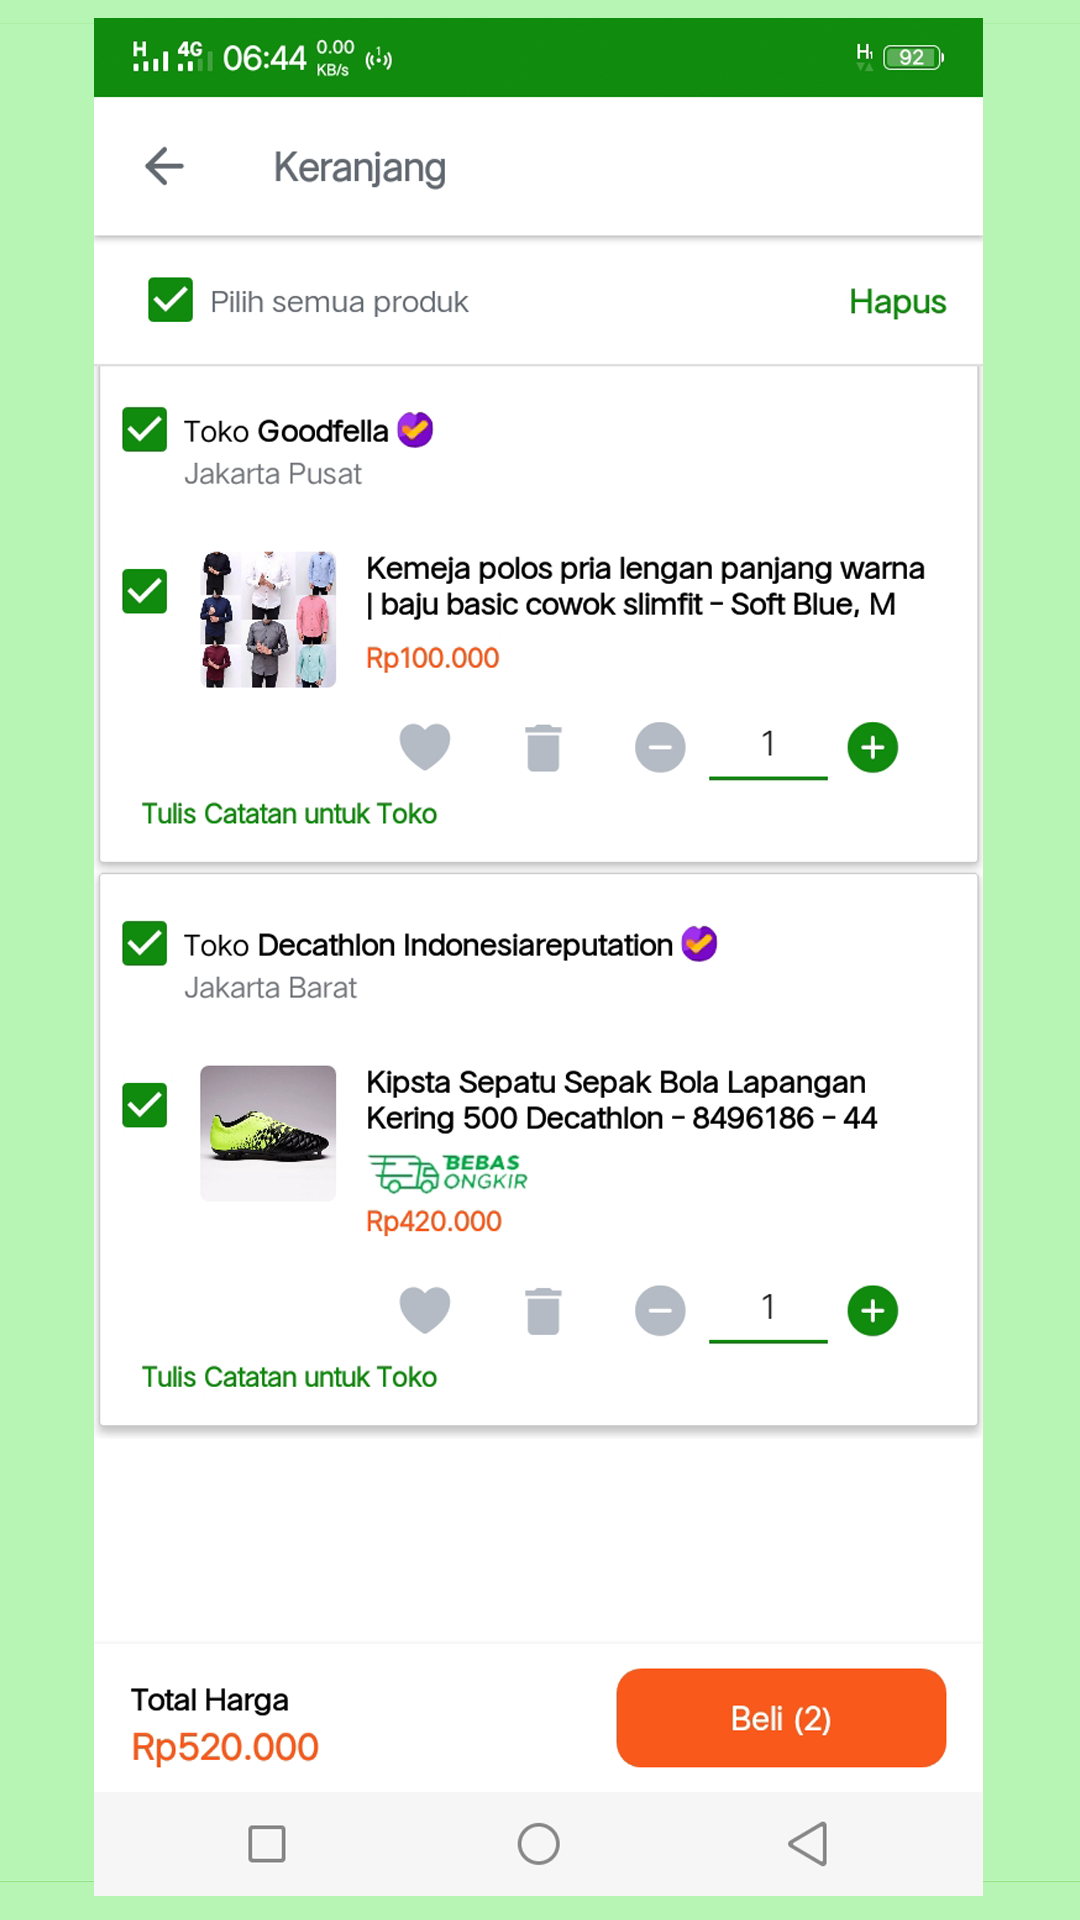 H 4G 06:44 0.00 KB/s H1 92
Keranjang
Pilih semua produk Hapus
Toko Goodfella
Jakarta Pusat
Kemeja polos pria lengan panjang warna
| baju basic cowok slimfit - Soft Blue, M
Rp100.000
1
Tulis Catatan untuk Toko
Toko Decathlon Indonesiareputation
Jakarta Barat
Kipsta Sepatu Sepak Bola Lapangan
Kering 500 Decathlon - 8496186 - 44
BEBAS
ONGKIR
Rp420.000
1
Tulis Catatan untuk Toko
Total Harga
Rp520.000
Beli (2)